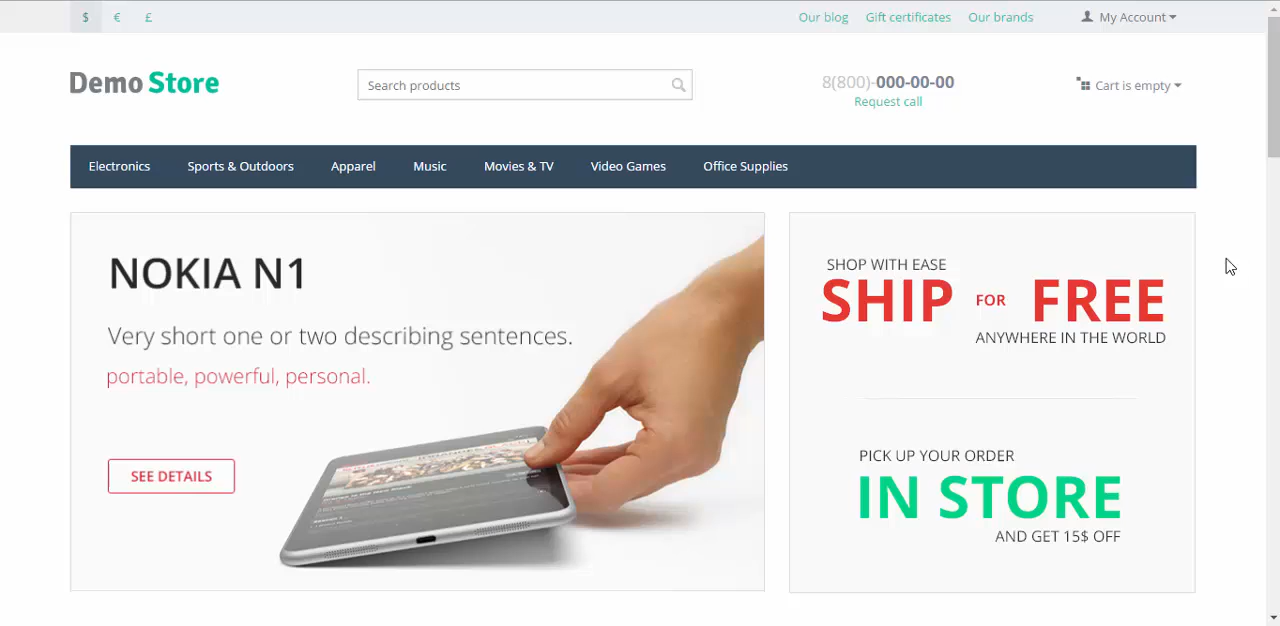 $ € £ Our blog Gift certificates Our brands My Account
Demo Store Search products 8(800)-000-00-00 Cart is empty
Request call
Electronics Sports & Outdoors Apparel Music Movies & TV Video Games Office Supplies
NOKIA N1
Very short one or two describing sentences.
portable, powerful, personal.
SEE DETAILS
SHOP WITH EASE
SHIP FOR FREE
ANYWHERE IN THE WORLD
PICK UP YOUR ORDER
IN STORE
AND GET 15$ OFF